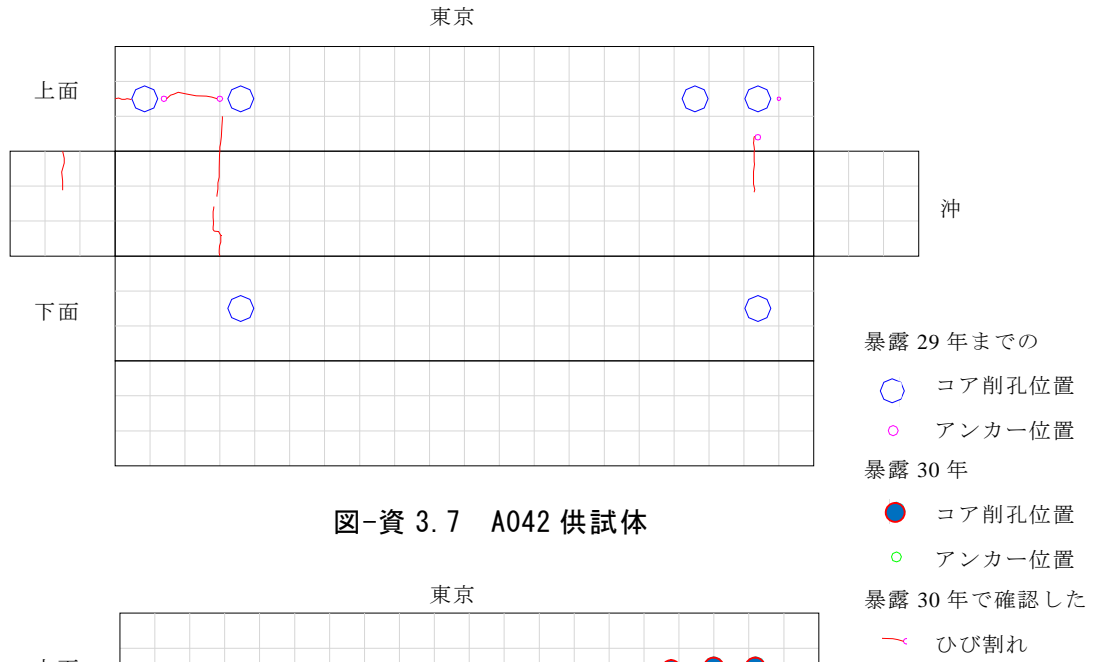 東京
上面
沖
下面
暴露 29 年までの
コア削孔位置
アンカー位置
暴露 30 年
コア削孔位置
アンカー位置
暴露 30 年で確認した
ひび割れ
図-資 3.7 A042 供試体
東京